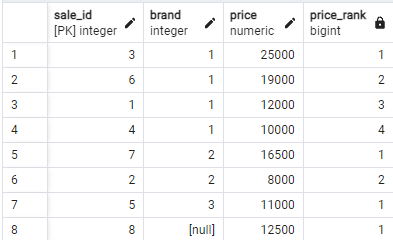 sale_id brand price price_rank
[PK] integer integer numeric bigint
1 3 1 25000 1
2 6 1 19000 2
3 1 1 12000 3
4 4 1 10000 4
5 7 2 16500 1
6 2 2 8000 2
7 5 3 11000 1
8 8 [null] 12500 1